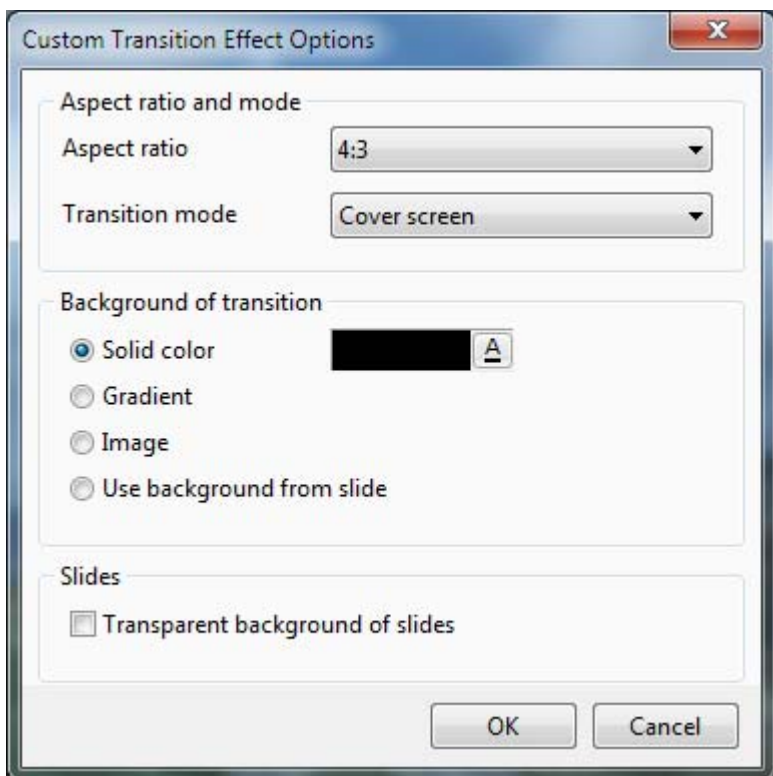 Custom Transition Effect Options
Aspect ratio and mode
Aspect ratio 4:3
Transition mode Cover screen
Background of transition
Solid color A
Gradient
Image
Use background from slide
Slides
Transparent background of slides
OK Cancel